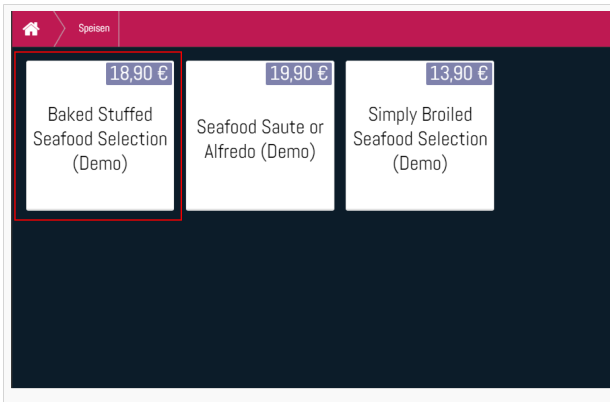 Speisen
18,90 €
Baked Stuffed
Seafood Selection
(Demo)
19,90 €
Seafood Saute or
Alfredo (Demo)
13,90 €
Simply Broiled
Seafood Selection
(Demo)